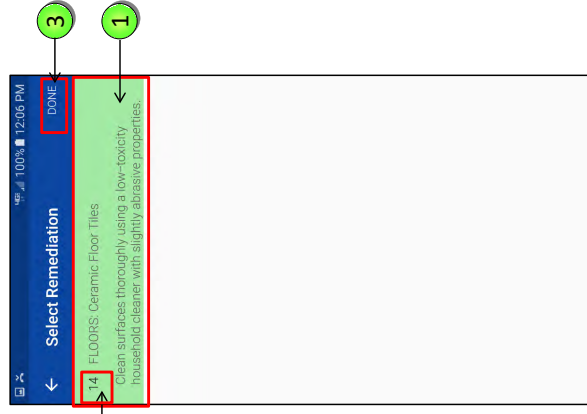 4GE 100% 12:06 PM
← Select Remediation DONE
14 FLOORS: Ceramic Floor Tiles
Clean surfaces thoroughly using a low-toxicity
household cleaner with slightly abrasive properties.
3
1